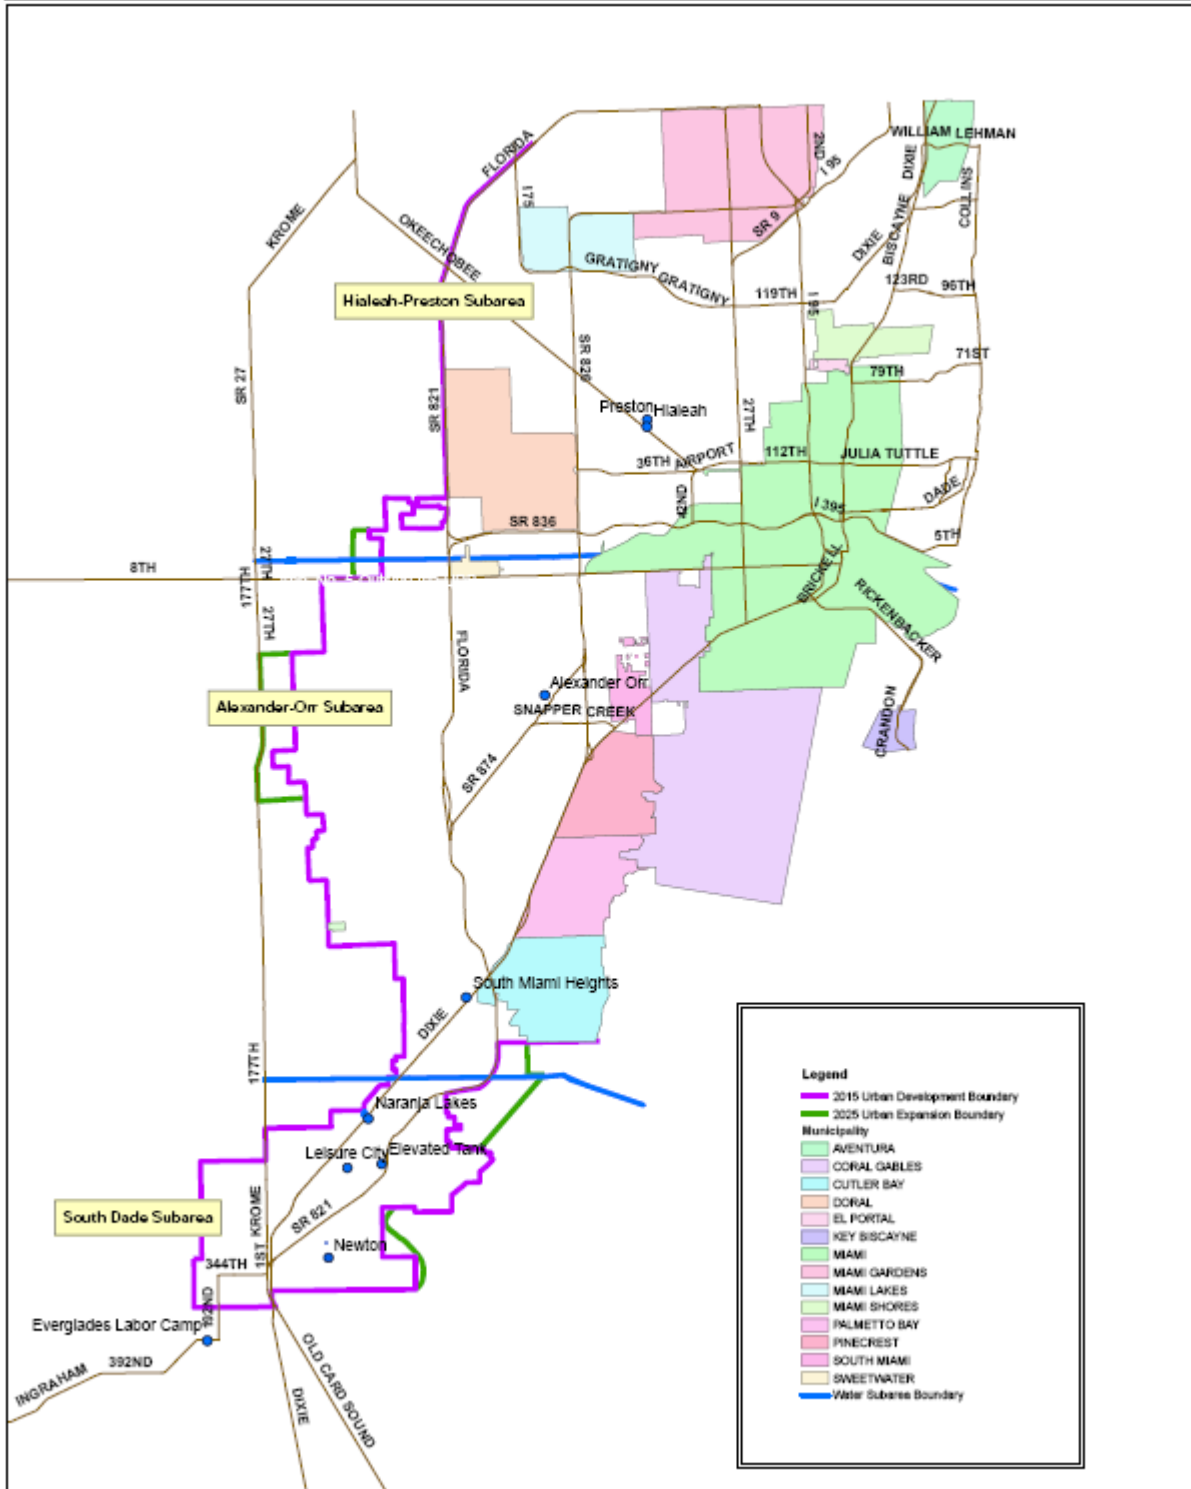 WILLIAM LEHMAN
FLORIDA
2ND
I 95
DIXIE
175
COLLINS
KROME
OKEECHOBEE
SR 9
DIXIE
BISCAYNE
GRATIGNY
GRATIGNY
123RD
96TH
119TH
Hialeah-Preston Subarea
I 95
SR 27
SR 821
SR 826
71ST
79TH
Preston
Hialeah
27TH
36TH
AIRPORT
112TH
JULIA TUTTLE
42ND
DADE
SR 836
I 395
5TH
8TH
27TH
177TH
27TH
BRICKELL
RICKENBACKER
FLORIDA
Alexander Orr
Alexander-Orr Subarea
SNAPPER CREEK
CRANDON
SR 874
South Miami Heights
DIXIE
177TH
Naranja Lakes
Leisure City
Elevated Tank
South Dade Subarea
1ST
KROME
SR 821
Newton
344TH
192ND
Everglades Labor Camp
392ND
INGRAHAM
DIXIE
OLD CARD SOUND
Legend
2015 Urban Development Boundary
2025 Urban Expansion Boundary
Municipality
AVENTURA
CORAL GABLES
CUTLER BAY
DORAL
EL PORTAL
KEY BISCAYNE
MIAMI
MIAMI GARDENS
MIAMI LAKES
MIAMI SHORES
PALMETTO BAY
PINECREST
SOUTH MIAMI
SWEETWATER
Water Subarea Boundary